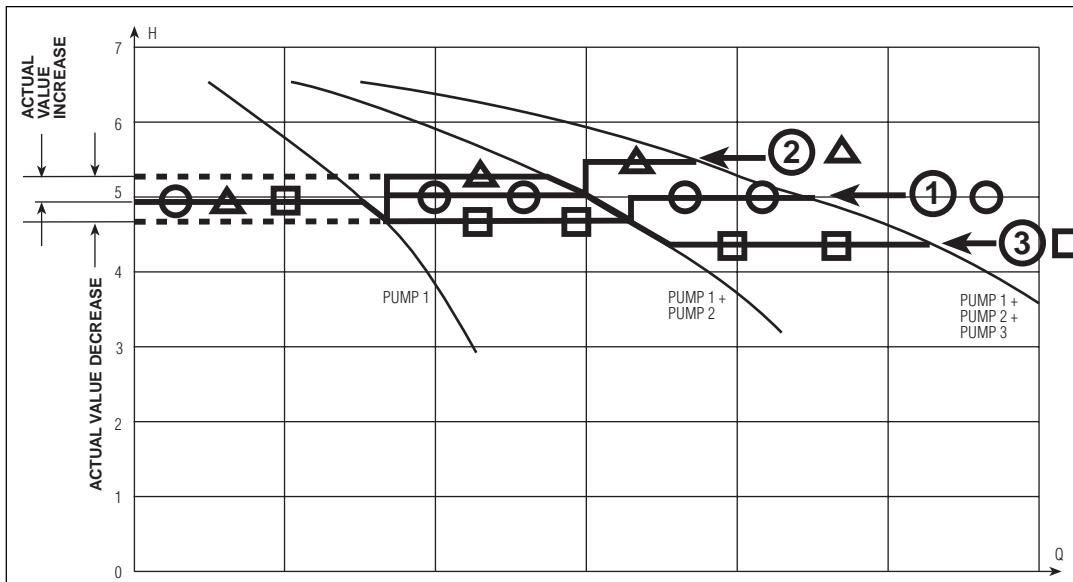 H
7
6
5
4
3
2
1
0
ACTUAL
VALUE
INCREASE
ACTUAL VALUE DECREASE
2
1
3
PUMP 1
PUMP 1 +
PUMP 2
PUMP 1 +
PUMP 2 +
PUMP 3
Q